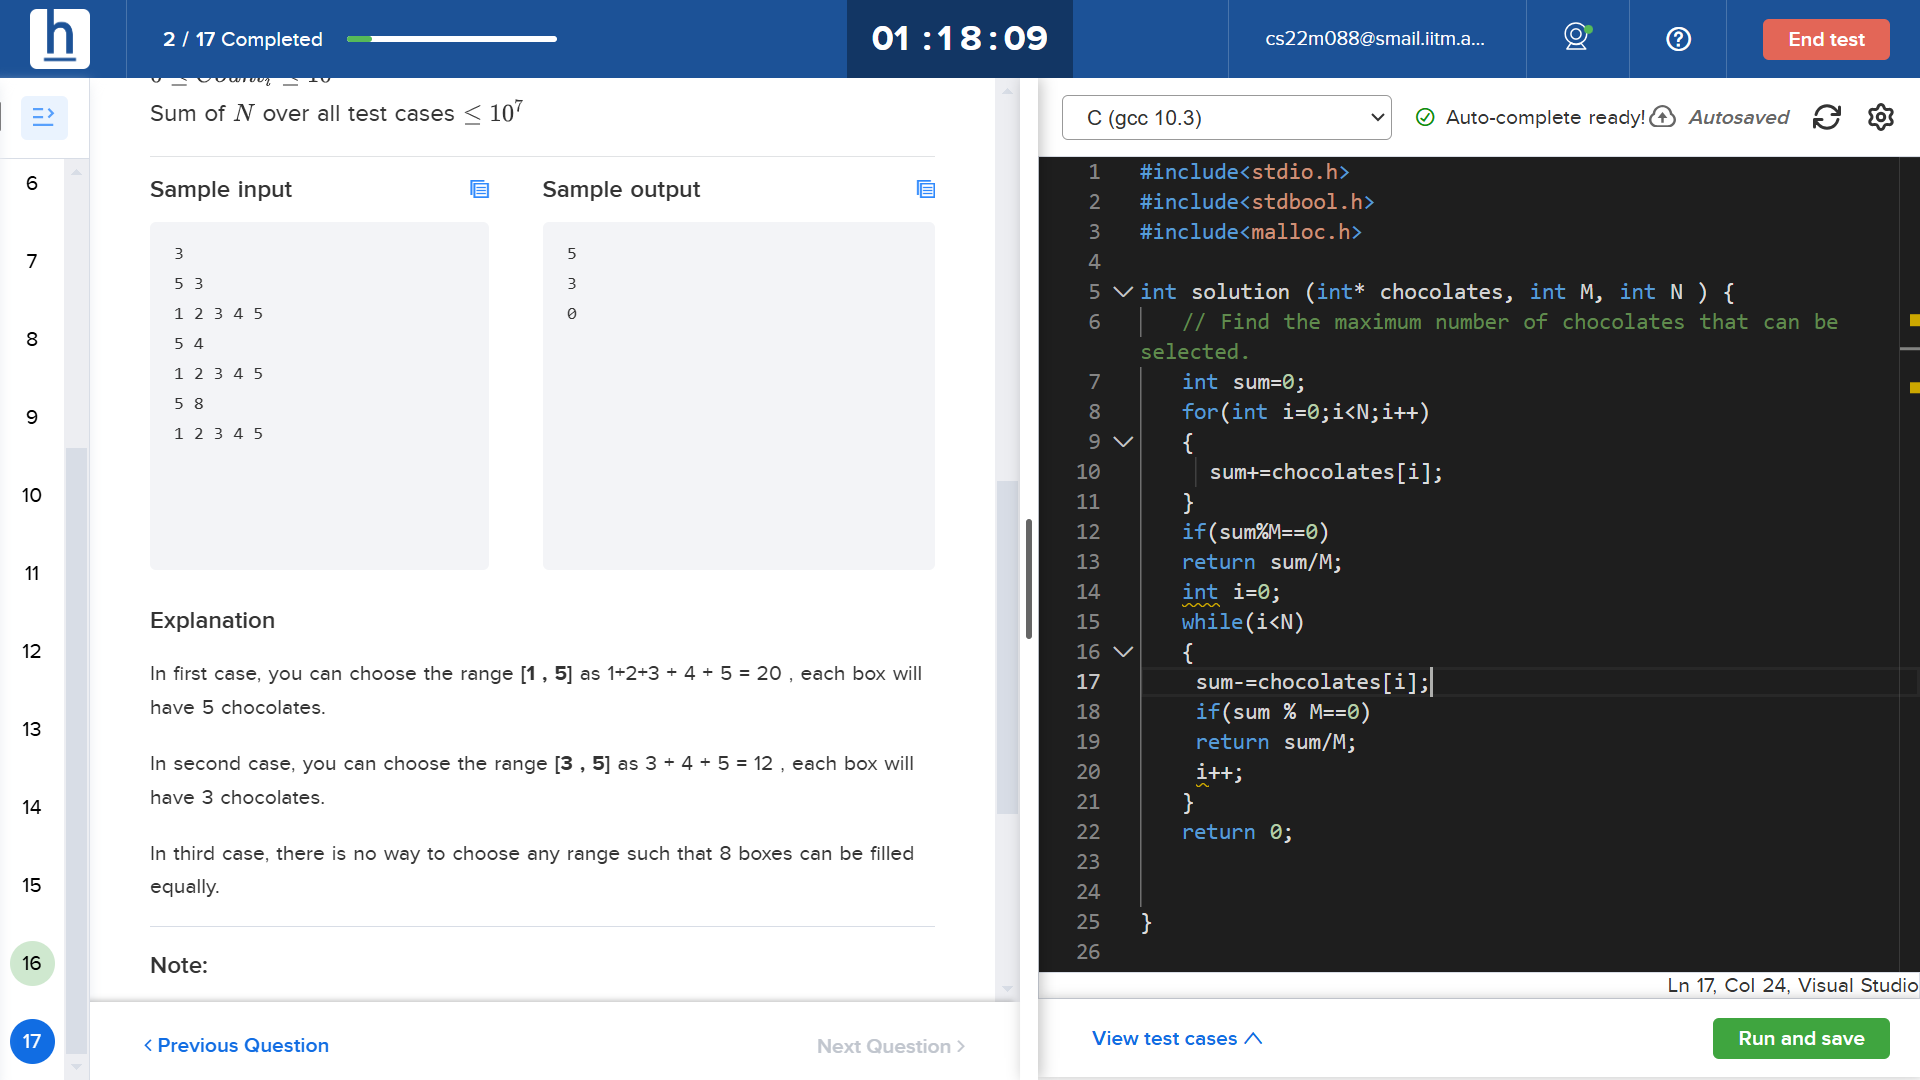 h
2 / 17 Completed
01 :18:09
cs22m088@smail.iitm.a...
End test
Sum of N over all test cases ≤ 10^7
Sample input
Sample output
3
5 3
1 2 3 4 5
5 4
1 2 3 4 5
5 8
1 2 3 4 5
5
3
0
Explanation
In first case, you can choose the range [1 , 5] as 1+2+3 + 4 + 5 = 20 , each box will
have 5 chocolates.
In second case, you can choose the range [3 , 5] as 3 + 4 + 5 = 12 , each box will
have 3 chocolates.
In third case, there is no way to choose any range such that 8 boxes can be filled
equally.
Note:
6
7
8
9
10
11
12
13
14
15
16
17
< Previous Question
Next Question >
C (gcc 10.3)
Auto-complete ready!
Autosaved
1 #include<stdio.h>
2 #include<stdbool.h>
3 #include<malloc.h>
4
5 int solution (int* chocolates, int M, int N ) {
6 // Find the maximum number of chocolates that can be
selected.
7 int sum=0;
8 for(int i=0;i<N;i++)
9 {
10 sum+=chocolates[i];
11 }
12 if(sum%M==0)
13 return sum/M;
14 int i=0;
15 while(i<N)
16 {
17 sum-=chocolates[i];
18 if(sum % M==0)
19 return sum/M;
20 i++;
21 }
22 return 0;
23
24
25 }
26
Ln 17, Col 24, Visual Studio
View test cases
Run and save